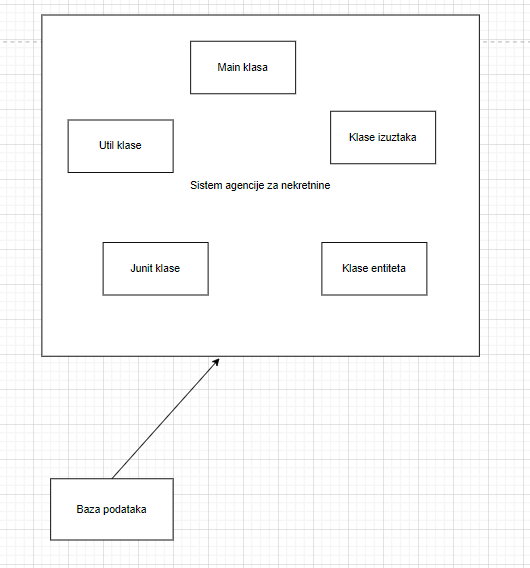 Main klasa
Klase izuztaka
Util klase
Sistem agencije za nekretnine
Junit klase
Klase entiteta
Baza podataka